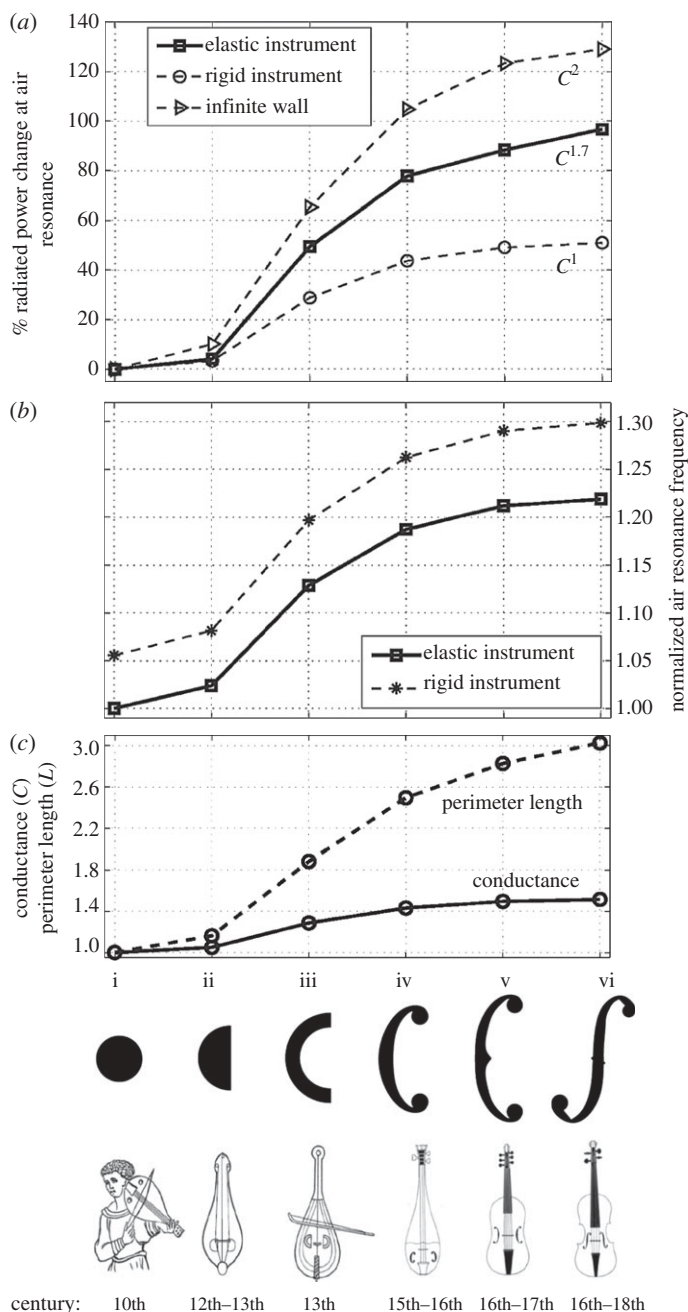 (a)
140
120
100
80
60
40
20
0
% radiated power change at air
resonance
elastic instrument
rigid instrument
infinite wall
C²
C¹·⁷
C¹
(b)
1.30
1.25
1.20
1.15
1.10
1.05
1.00
normalized air resonance frequency
elastic instrument
rigid instrument
(c)
3.0
2.6
2.2
1.8
1.4
1.0
conductance (C)
perimeter length (L)
perimeter length
conductance
i ii iii iv v vi
century: 10th 12th–13th 13th 15th–16th 16th–17th 16th–18th